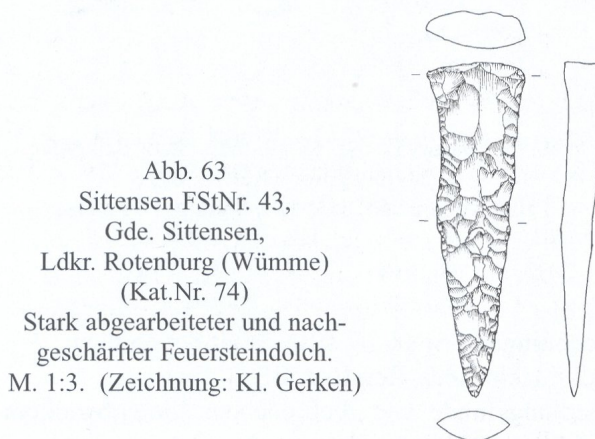 Abb. 63
Sittensen FStNr. 43,
Gde. Sittensen,
Ldkr. Rotenburg (Wümme)
(Kat.Nr. 74)
Stark abgearbeiteter und nach-
geschärfter Feuersteindolch.
M. 1:3. (Zeichnung: Kl. Gerken)